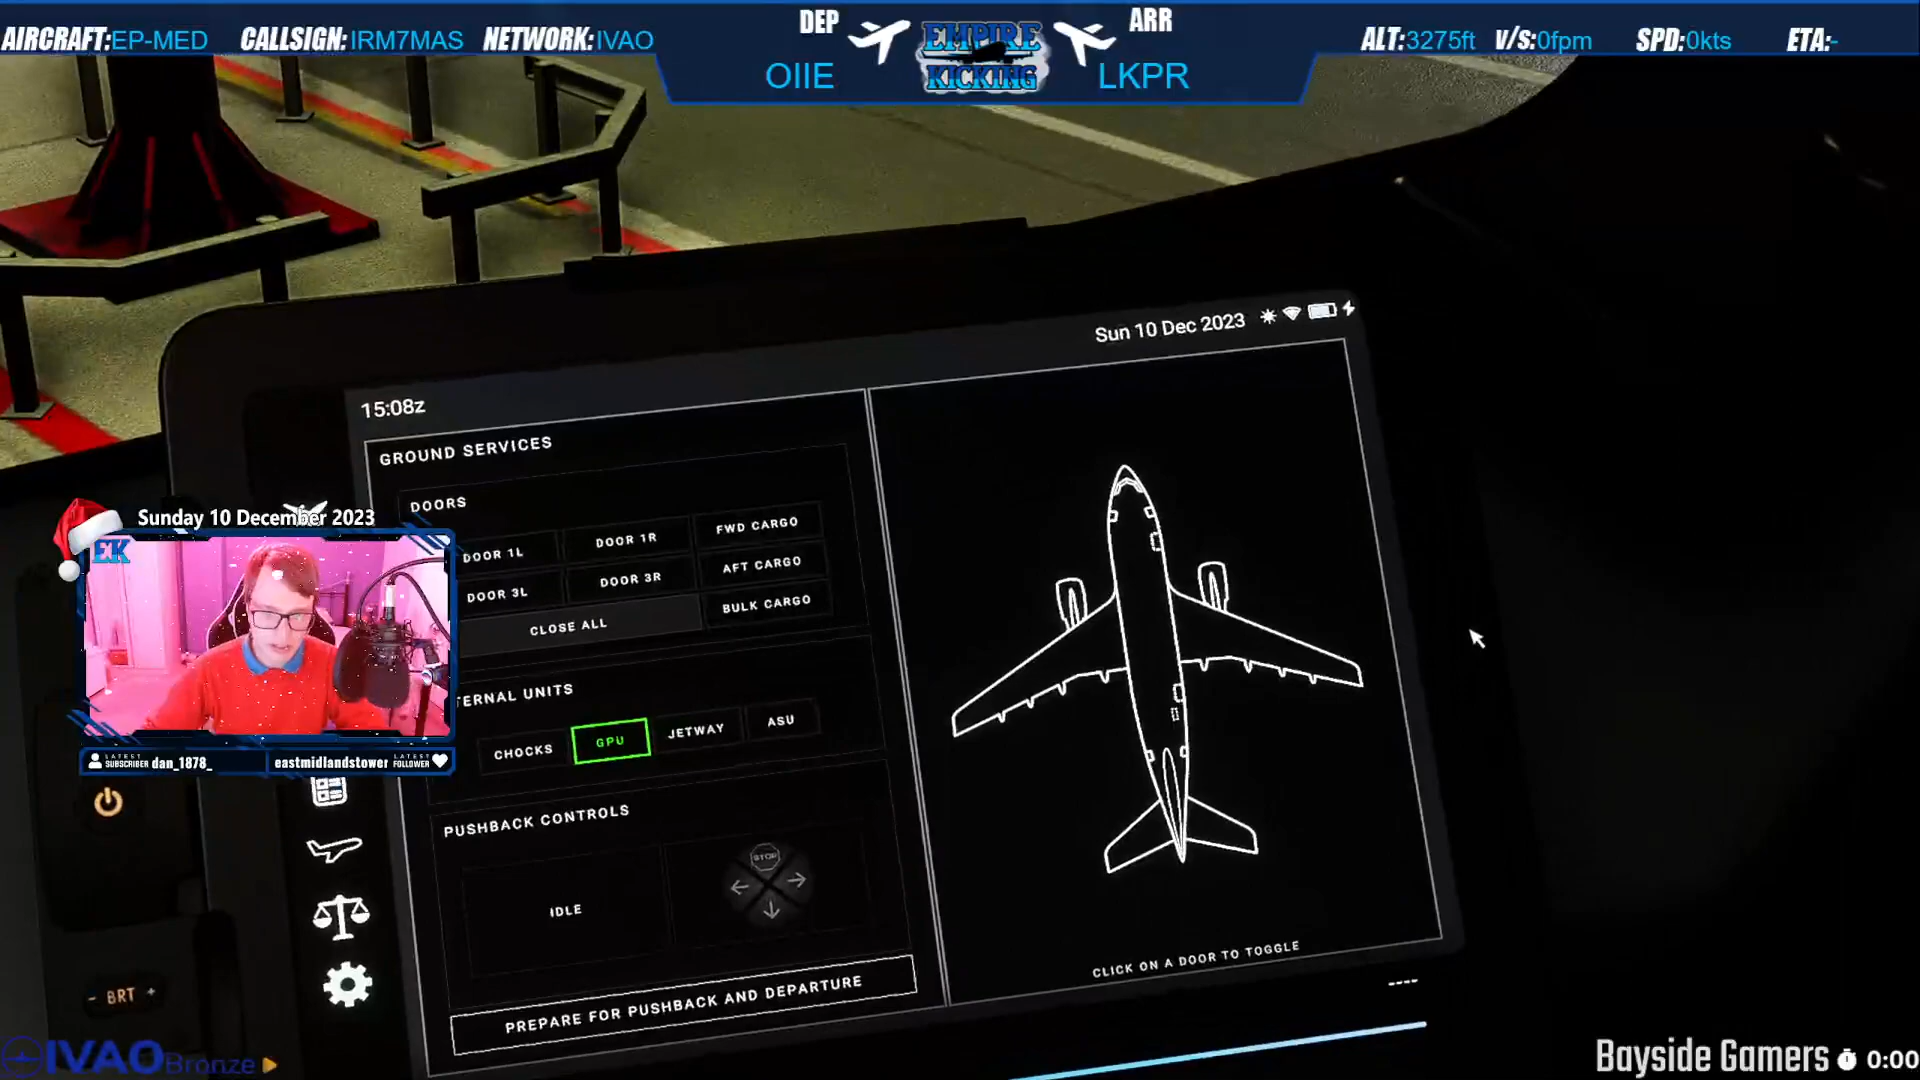 AIRCRAFT:EP-MED CALLSIGN:IRM7MAS NETWORK:IVAO
DEP
OIIE
EMPIRE
KICKING
ARR
LKPR
ALT:3275ft V/S:0fpm SPD:0kts ETA:-
Sun 10 Dec 2023
15:08z
GROUND SERVICES
DOORS
DOOR 1L DOOR 1R FWD CARGO
DOOR 3L DOOR 3R AFT CARGO
CLOSE ALL BULK CARGO
TERNAL UNITS
CHOCKS GPU JETWAY ASU
PUSHBACK CONTROLS
STOP
IDLE
PREPARE FOR PUSHBACK AND DEPARTURE
CLICK ON A DOOR TO TOGGLE
----
Sunday 10 December 2023
EK
LATEST SUBSCRIBER dan_1878_
eastmidlandstower LATEST FOLLOWER
- BRT +
IVAO Bronze
Bayside Gamers 0:00